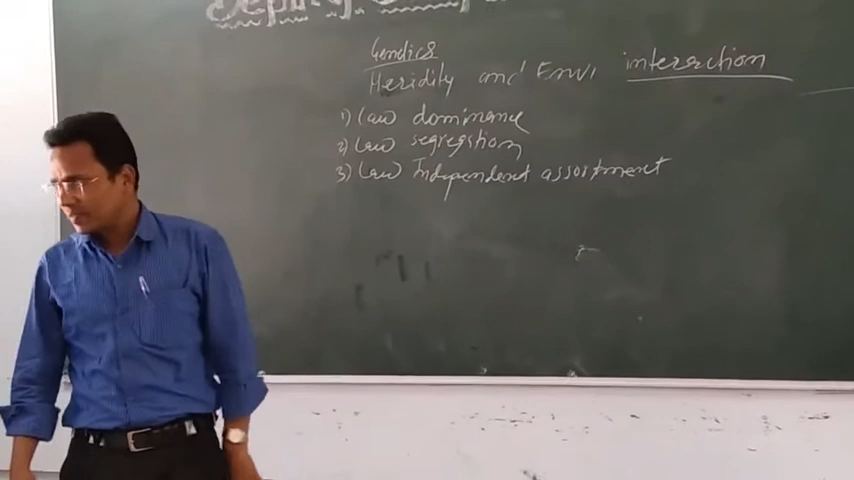 Genetics
Heridity and Envi interaction
1) Law dominance
2) Law segregation
3) Law Independent assortment